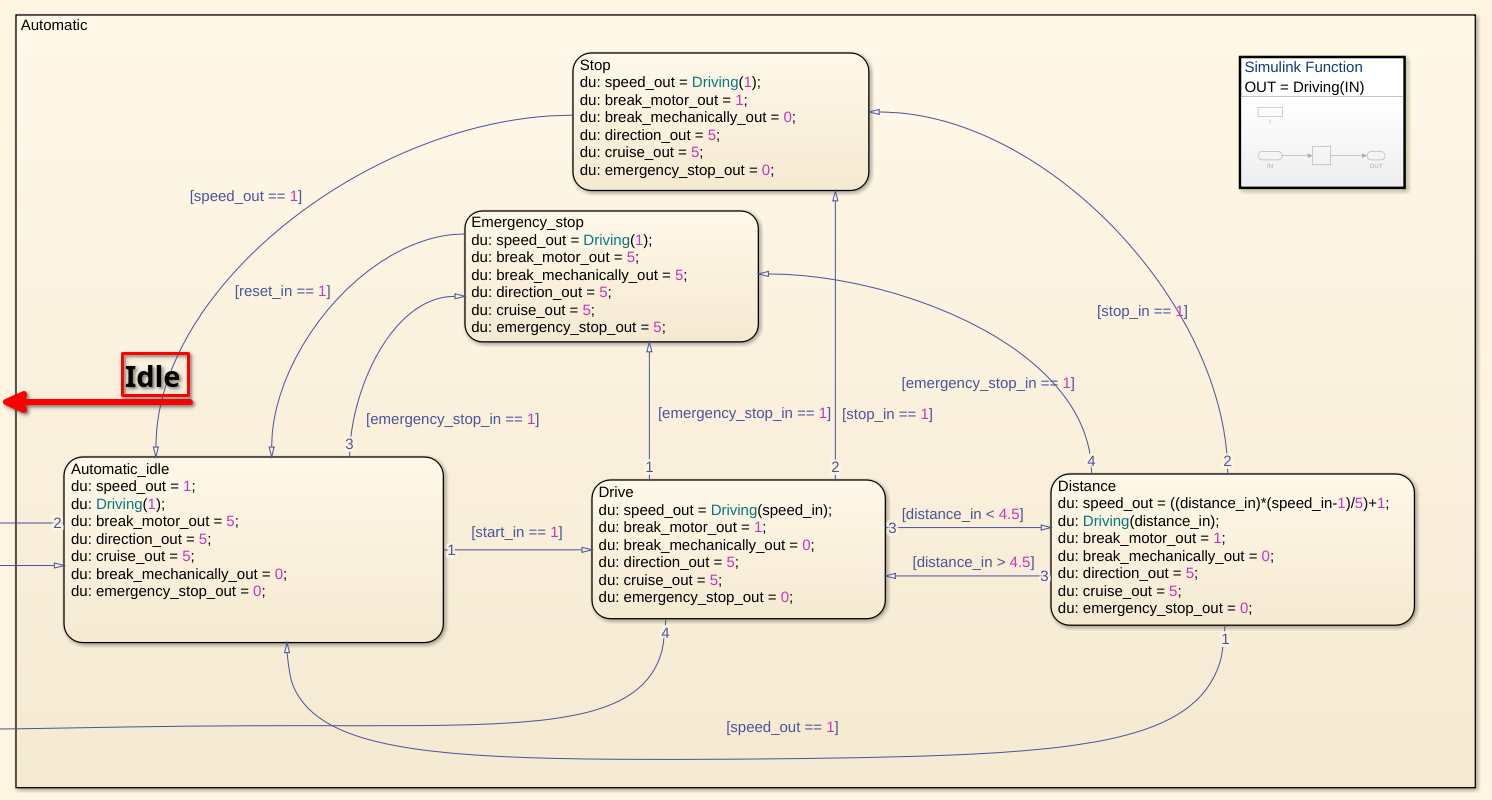 Automatic
Stop
du: speed_out = Driving(1);
du: break_motor_out = 1;
du: break_mechanically_out = 0;
du: direction_out = 5;
du: cruise_out = 5;
du: emergency_stop_out = 0;
Simulink Function
OUT = Driving(IN)
f
IN
OUT
[speed_out == 1]
Emergency_stop
du: speed_out = Driving(1);
du: break_motor_out = 5;
du: break_mechanically_out = 5;
du: direction_out = 5;
du: cruise_out = 5;
du: emergency_stop_out = 5;
[reset_in == 1]
[stop_in == 1]
Idle
[emergency_stop_in == 1]
[emergency_stop_in == 1]
[emergency_stop_in == 1]
[stop_in == 1]
3
1
2
4
2
Automatic_idle
du: speed_out = 1;
du: Driving(1);
du: break_motor_out = 5;
du: direction_out = 5;
du: cruise_out = 5;
du: break_mechanically_out = 0;
du: emergency_stop_out = 0;
2
1
[start_in == 1]
Drive
du: speed_out = Driving(speed_in);
du: break_motor_out = 1;
du: break_mechanically_out = 0;
du: direction_out = 5;
du: cruise_out = 5;
du: emergency_stop_out = 0;
3
[distance_in < 4.5]
[distance_in > 4.5]
3
Distance
du: speed_out = ((distance_in)*(speed_in-1)/5)+1;
du: Driving(distance_in);
du: break_motor_out = 1;
du: break_mechanically_out = 0;
du: direction_out = 5;
du: cruise_out = 5;
du: emergency_stop_out = 0;
4
1
[speed_out == 1]